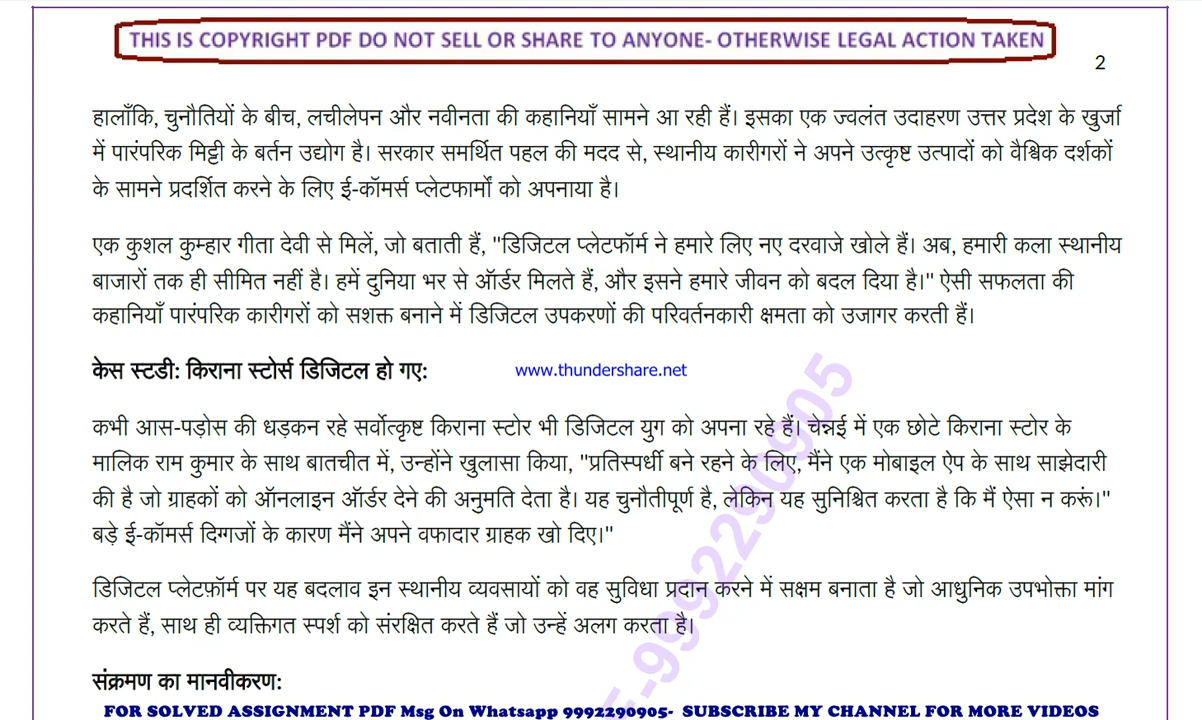 THIS IS COPYRIGHT PDF DO NOT SELL OR SHARE TO ANYONE- OTHERWISE LEGAL ACTION TAKEN
2
हालाँकि, चुनौतियों के बीच, लचीलेपन और नवीनता की कहानियाँ सामने आ रही हैं। इसका एक ज्वलंत उदाहरण उत्तर प्रदेश के खुर्जा
में पारंपरिक मिट्टी के बर्तन उद्योग है। सरकार समर्थित पहल की मदद से, स्थानीय कारीगरों ने अपने उत्कृष्ट उत्पादों को वैश्विक दर्शकों
के सामने प्रदर्शित करने के लिए ई-कॉमर्स प्लेटफार्मों को अपनाया है।
एक कुशल कुम्हार गीता देवी से मिलें, जो बताती हैं, "डिजिटल प्लेटफॉर्म ने हमारे लिए नए दरवाजे खोले हैं। अब, हमारी कला स्थानीय
बाजारों तक ही सीमित नहीं है। हमें दुनिया भर से ऑर्डर मिलते हैं, और इसने हमारे जीवन को बदल दिया है।" ऐसी सफलता की
कहानियाँ पारंपरिक कारीगरों को सशक्त बनाने में डिजिटल उपकरणों की परिवर्तनकारी क्षमता को उजागर करती हैं।
केस स्टडी: किराना स्टोर्स डिजिटल हो गए:
www.thundershare.net
कभी आस-पड़ोस की धड़कन रहे सर्वोत्कृष्ट किराना स्टोर भी डिजिटल युग को अपना रहे हैं। चेन्नई में एक छोटे किराना स्टोर के
मालिक राम कुमार के साथ बातचीत में, उन्होंने खुलासा किया, "प्रतिस्पर्धी बने रहने के लिए, मैंने एक मोबाइल ऐप के साथ साझेदारी
की है जो ग्राहकों को ऑनलाइन ऑर्डर देने की अनुमति देता है। यह चुनौतीपूर्ण है, लेकिन यह सुनिश्चित करता है कि मैं ऐसा न करूं।"
बड़े ई-कॉमर्स दिग्गजों के कारण मैंने अपने वफादार ग्राहक खो दिए।"
डिजिटल प्लेटफ़ॉर्म पर यह बदलाव इन स्थानीय व्यवसायों को वह सुविधा प्रदान करने में सक्षम बनाता है जो आधुनिक उपभोक्ता मांग
करते हैं, साथ ही व्यक्तिगत स्पर्श को संरक्षित करते हैं जो उन्हें अलग करता है।
संक्रमण का मानवीकरण:
-9992290905
FOR SOLVED ASSIGNMENT PDF Msg On Whatsapp 9992290905- SUBSCRIBE MY CHANNEL FOR MORE VIDEOS